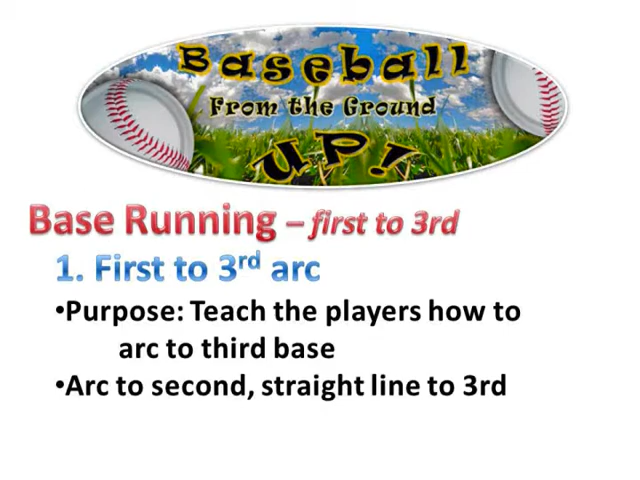 Baseball
From the Ground
UP!
Base Running – first to 3rd
1. First to 3rd arc
•Purpose: Teach the players how to
arc to third base
•Arc to second, straight line to 3rd